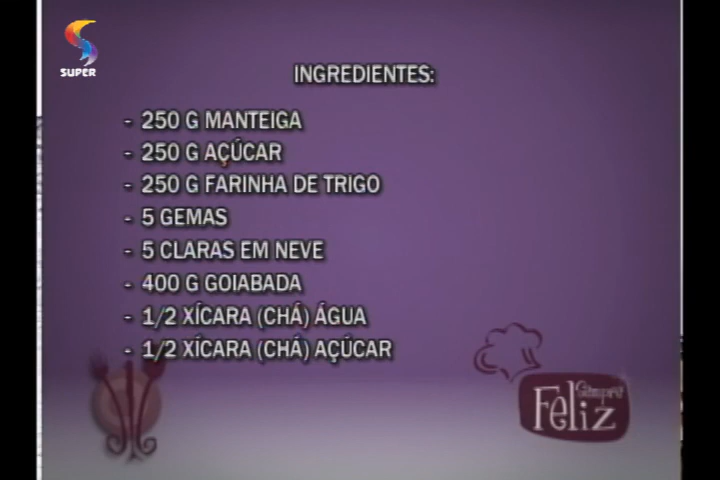 SUPER
INGREDIENTES:
- 250 G MANTEIGA
- 250 G AÇÚCAR
- 250 G FARINHA DE TRIGO
- 5 GEMAS
- 5 CLARAS EM NEVE
- 400 G GOIABADA
- 1/2 XÍCARA (CHÁ) ÁGUA
- 1/2 XÍCARA (CHÁ) AÇÚCAR
Sempre
Feliz